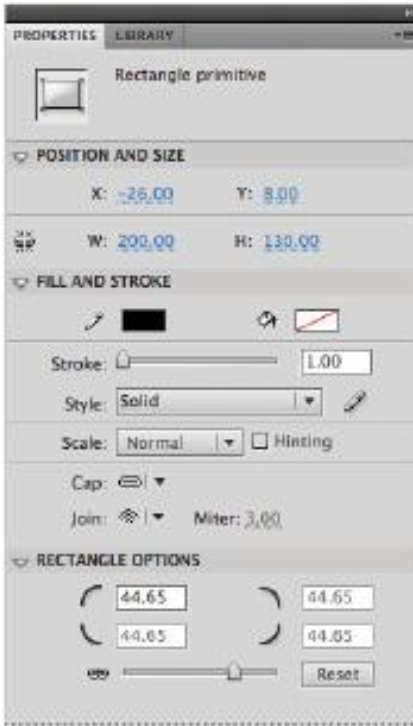 PROPERTIES LIBRARY
Rectangle primitive
POSITION AND SIZE
X: -26.00 Y: 8.00
W: 200.00 H: 130.00
FILL AND STROKE
Stroke: 1.00
Style: Solid
Scale: Normal Hinting
Cap:
Join: Miter: 3.00
RECTANGLE OPTIONS
44.65 44.65
44.65 44.65
Reset